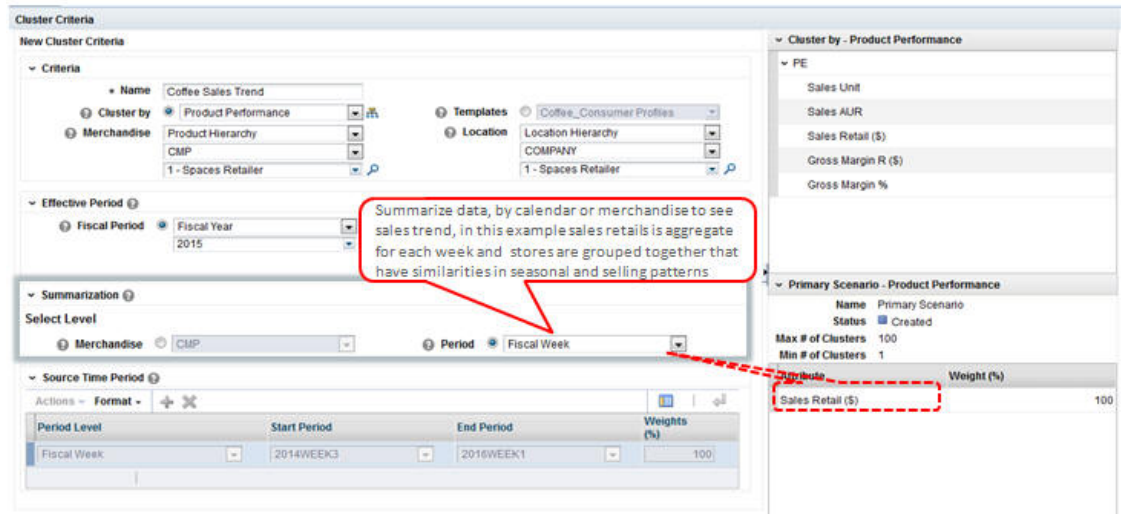 Cluster Criteria
New Cluster Criteria
Criteria
* Name Coffee Sales Trend
Cluster by Product Performance
Templates Coffee_Consumer Profiles
Merchandise Product Hierarchy
Location Location Hierarchy
CMP
COMPANY
1 - Spaces Retailer
1 - Spaces Retailer
Effective Period
Fiscal Period Fiscal Year
2015
Summarize data, by calendar or merchandise to see
sales trend, in this example sales retails is aggregate
for each week and stores are grouped together that
have similarities in seasonal and selling patterns
Summarization
Select Level
Merchandise CMP
Period Fiscal Week
Source Time Period
Actions Format
Period Level Start Period End Period Weights
(%)
Fiscal Week 2014WEEK3 2016WEEK1 100
Cluster by - Product Performance
PE
Sales Unit
Sales AUR
Sales Retail ($)
Gross Margin R ($)
Gross Margin %
Primary Scenario - Product Performance
Name Primary Scenario
Status Created
Max # of Clusters 100
Min # of Clusters 1
Attribute Weight (%)
Sales Retail ($) 100